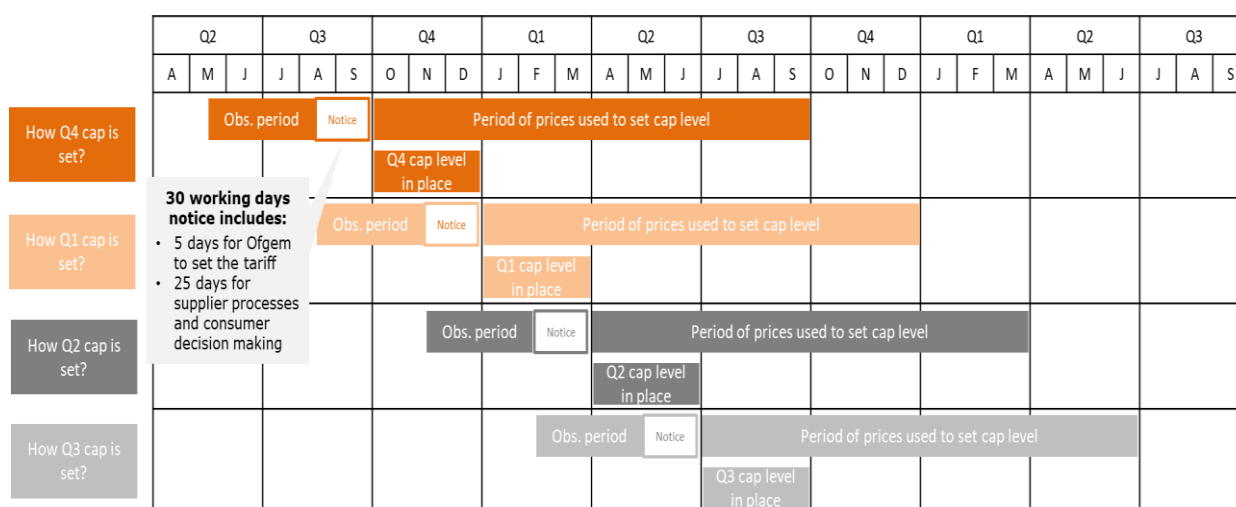 Q2 Q3 Q4 Q1 Q2 Q3 Q4 Q1 Q2 Q3
A M J J A S O N D J F M A M J J A S O N D J F M A M J J A S
How Q4 cap is
set?
Obs. period
Notice
Period of prices used to set cap level
Q4 cap level
in place
30 working days
notice includes:
• 5 days for Ofgem
to set the tariff
• 25 days for
supplier processes
and consumer
decision making
How Q1 cap is
set?
Obs. period
Notice
Period of prices used to set cap level
Q1 cap level
in place
How Q2 cap is
set?
Obs. period
Notice
Period of prices used to set cap level
Q2 cap level
in place
How Q3 cap is
set?
Obs. period
Notice
Period of prices used to set cap level
Q3 cap level
in place